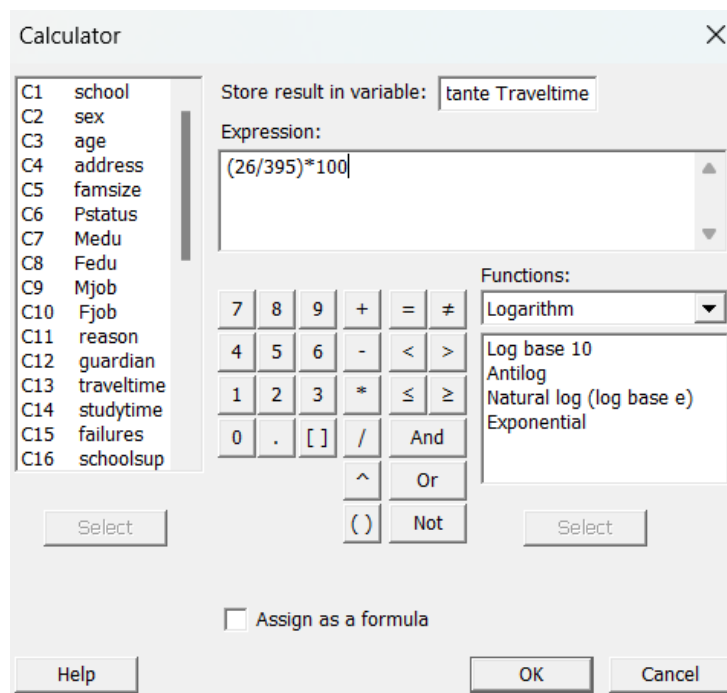 Calculator
C1 school
C2 sex
C3 age
C4 address
C5 famsize
C6 Pstatus
C7 Medu
C8 Fedu
C9 Mjob
C10 Fjob
C11 reason
C12 guardian
C13 traveltime
C14 studytime
C15 failures
C16 schoolsup
Select
Store result in variable: tante Traveltime
Expression:
(26/395)*100
7 8 9 + = ≠
4 5 6 - < >
1 2 3 * ≤ ≥
0 . [ ] / And
^ Or
( ) Not
Functions:
Logarithm
Log base 10
Antilog
Natural log (log base e)
Exponential
Select
Assign as a formula
Help
OK
Cancel